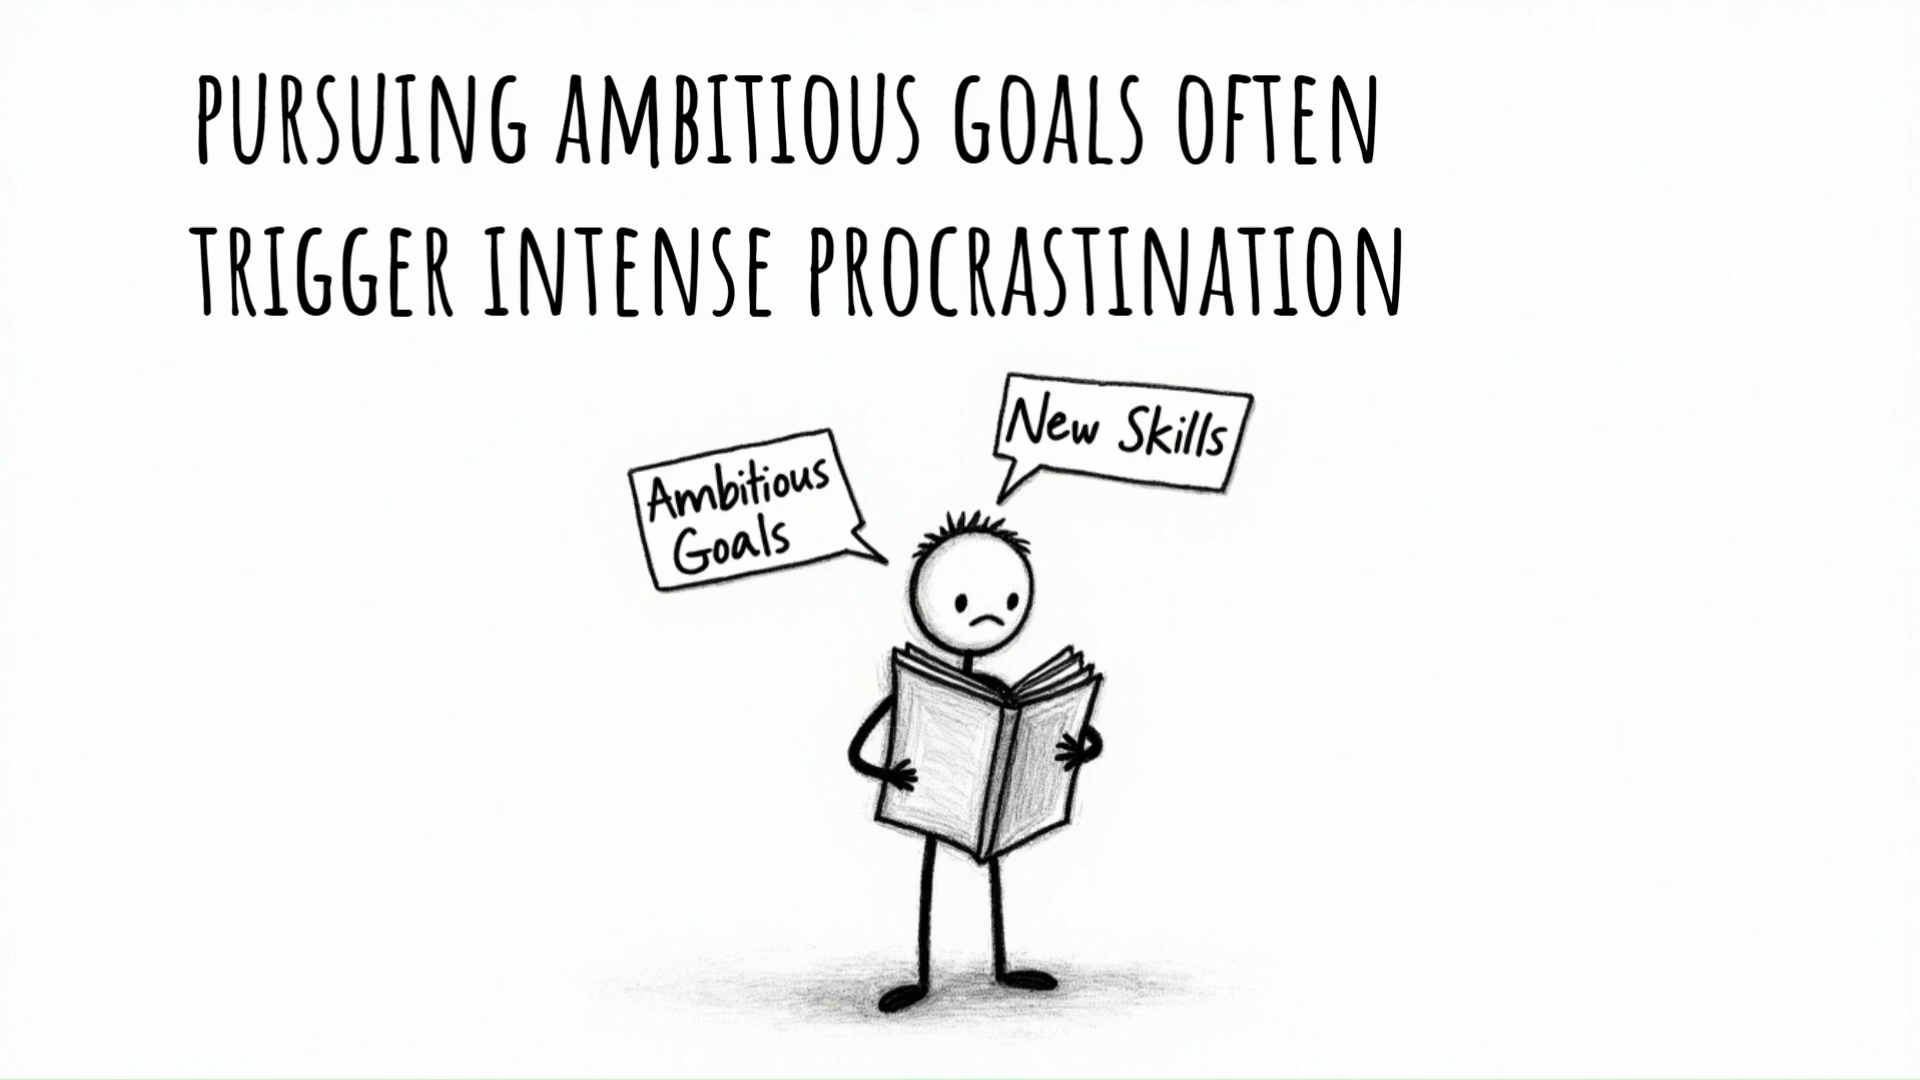 PURSUING AMBITIOUS GOALS OFTEN
TRIGGER INTENSE PROCRASTINATION
New Skills
Ambitious
Goals